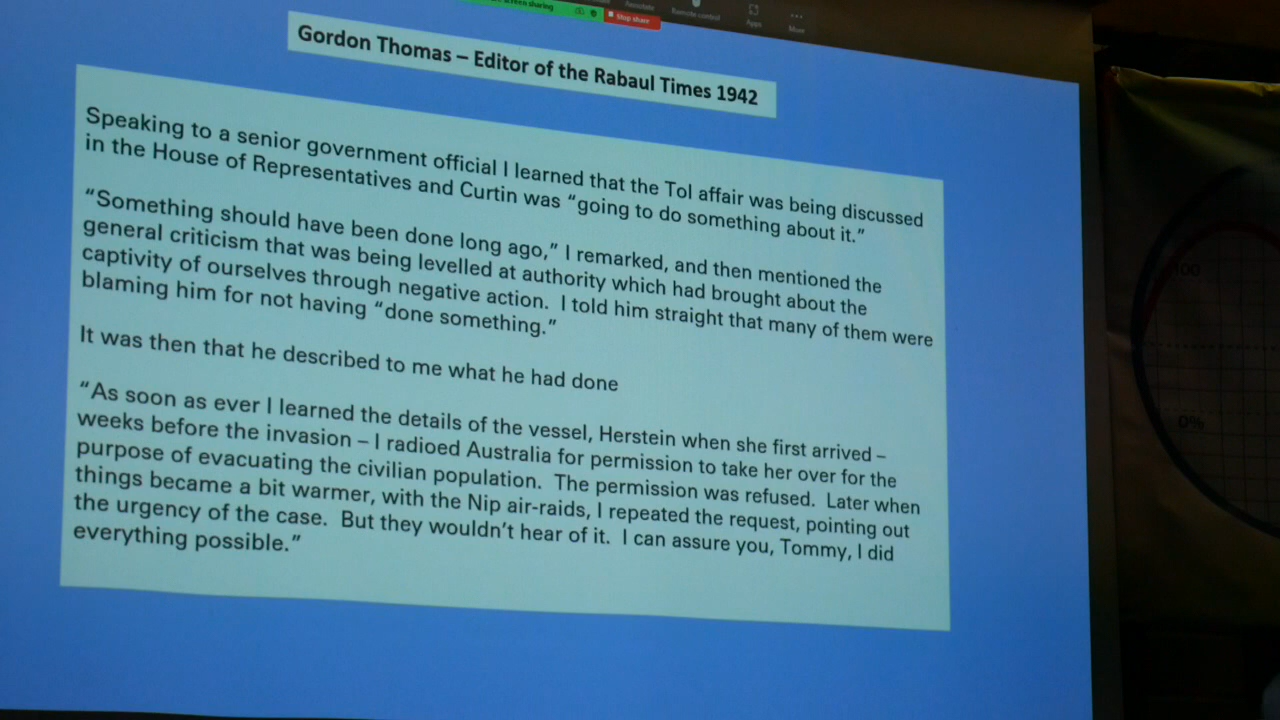 screen sharing
Stop share
Remote control
Apps
More
Gordon Thomas – Editor of the Rabaul Times 1942
Speaking to a senior government official I learned that the Tol affair was being discussed
in the House of Representatives and Curtin was “going to do something about it.”
“Something should have been done long ago,” I remarked, and then mentioned the
general criticism that was being levelled at authority which had brought about the
captivity of ourselves through negative action. I told him straight that many of them were
blaming him for not having “done something.”
It was then that he described to me what he had done
“As soon as ever I learned the details of the vessel, Herstein when she first arrived –
weeks before the invasion – I radioed Australia for permission to take her over for the
purpose of evacuating the civilian population. The permission was refused. Later when
things became a bit warmer, with the Nip air-raids, I repeated the request, pointing out
the urgency of the case. But they wouldn’t hear of it. I can assure you, Tommy, I did
everything possible.”
100
0%